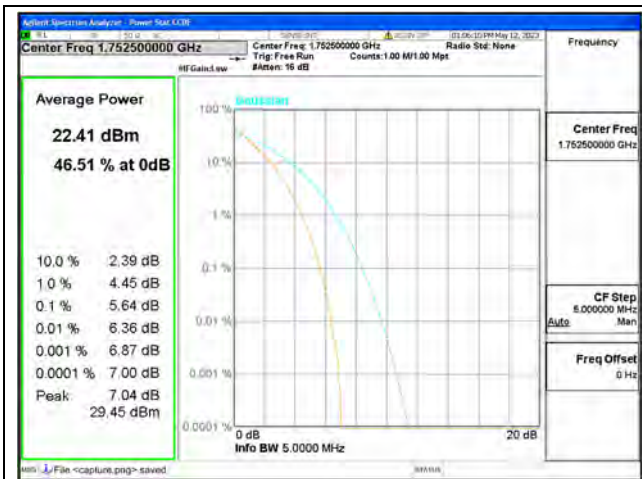 Agilent Spectrum Analyzer - Power Stat CCDF
Center Freq 1.752500000 GHz
Center Freq: 1.752500000 GHz
Trig: Free Run
Counts:1.00 M/1.00 Mpt
#IFGain:Low
#Atten: 16 dB
01:06:10 PM May 12, 2023
Radio Std: None
Frequency
Average Power
22.41 dBm
46.51 % at 0dB
10.0 % 2.39 dB
1.0 % 4.45 dB
0.1 % 5.64 dB
0.01 % 6.36 dB
0.001 % 6.87 dB
0.0001 % 7.00 dB
Peak 7.04 dB
29.45 dBm
Gaussian
100 %
10 %
1 %
0.1 %
0.01 %
0.001 %
0.0001 %
0 dB
20 dB
Info BW 5.0000 MHz
Center Freq
1.752500000 GHz
CF Step
5.000000 MHz
Auto Man
Freq Offset
0 Hz
MSG File <capture.png> saved
STATUS